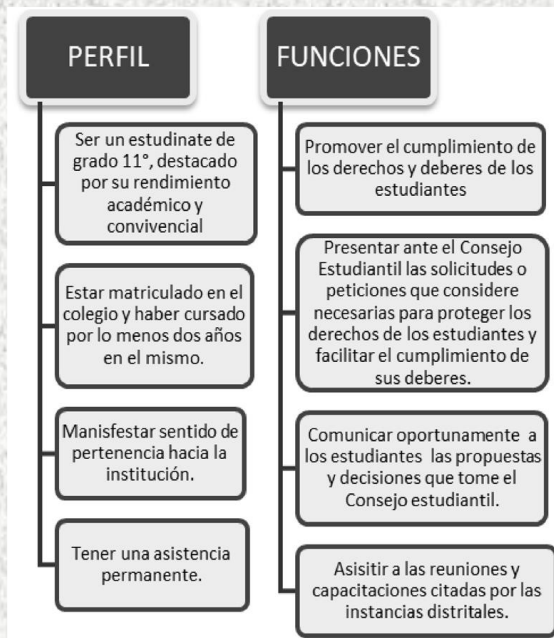 PERFIL
Ser un estudinate de
grado 11°, destacado
por su rendimiento
académico y
convivencial
Estar matriculado en el
colegio y haber cursado
por lo menos dos años
en el mismo.
Manisfestar sentido de
pertenencia hacia la
institución.
Tener una asistencia
permanente.
FUNCIONES
Promover el cumplimiento de
los derechos y deberes de los
estudiantes
Presentar ante el Consejo
Estudiantil las solicitudes o
peticiones que considere
necesarias para proteger los
derechos de los estudiantes y
facilitar el cumplimiento de
sus deberes.
Comunicar oportunamente a
los estudiantes las propuestas
y decisiones que tome el
Consejo estudiantil.
Asisitir a las reuniones y
capacitaciones citadas por las
instancias distritales.